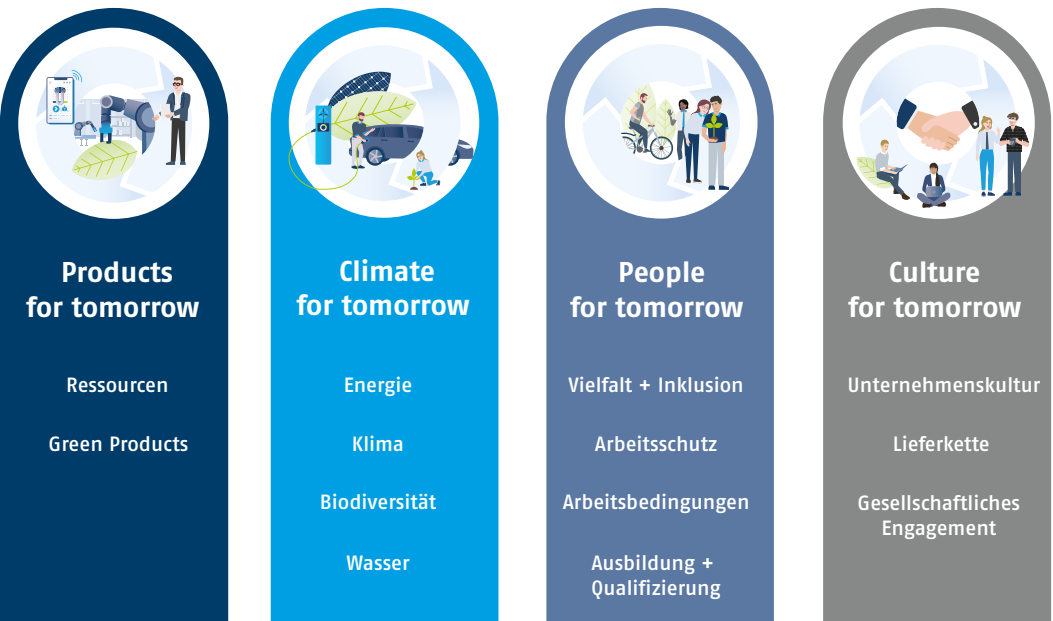 Products
for tomorrow
Ressourcen
Green Products
Climate
for tomorrow
Energie
Klima
Biodiversität
Wasser
People
for tomorrow
Vielfalt + Inklusion
Arbeitsschutz
Arbeitsbedingungen
Ausbildung +
Qualifizierung
Culture
for tomorrow
Unternehmenskultur
Lieferkette
Gesellschaftliches
Engagement